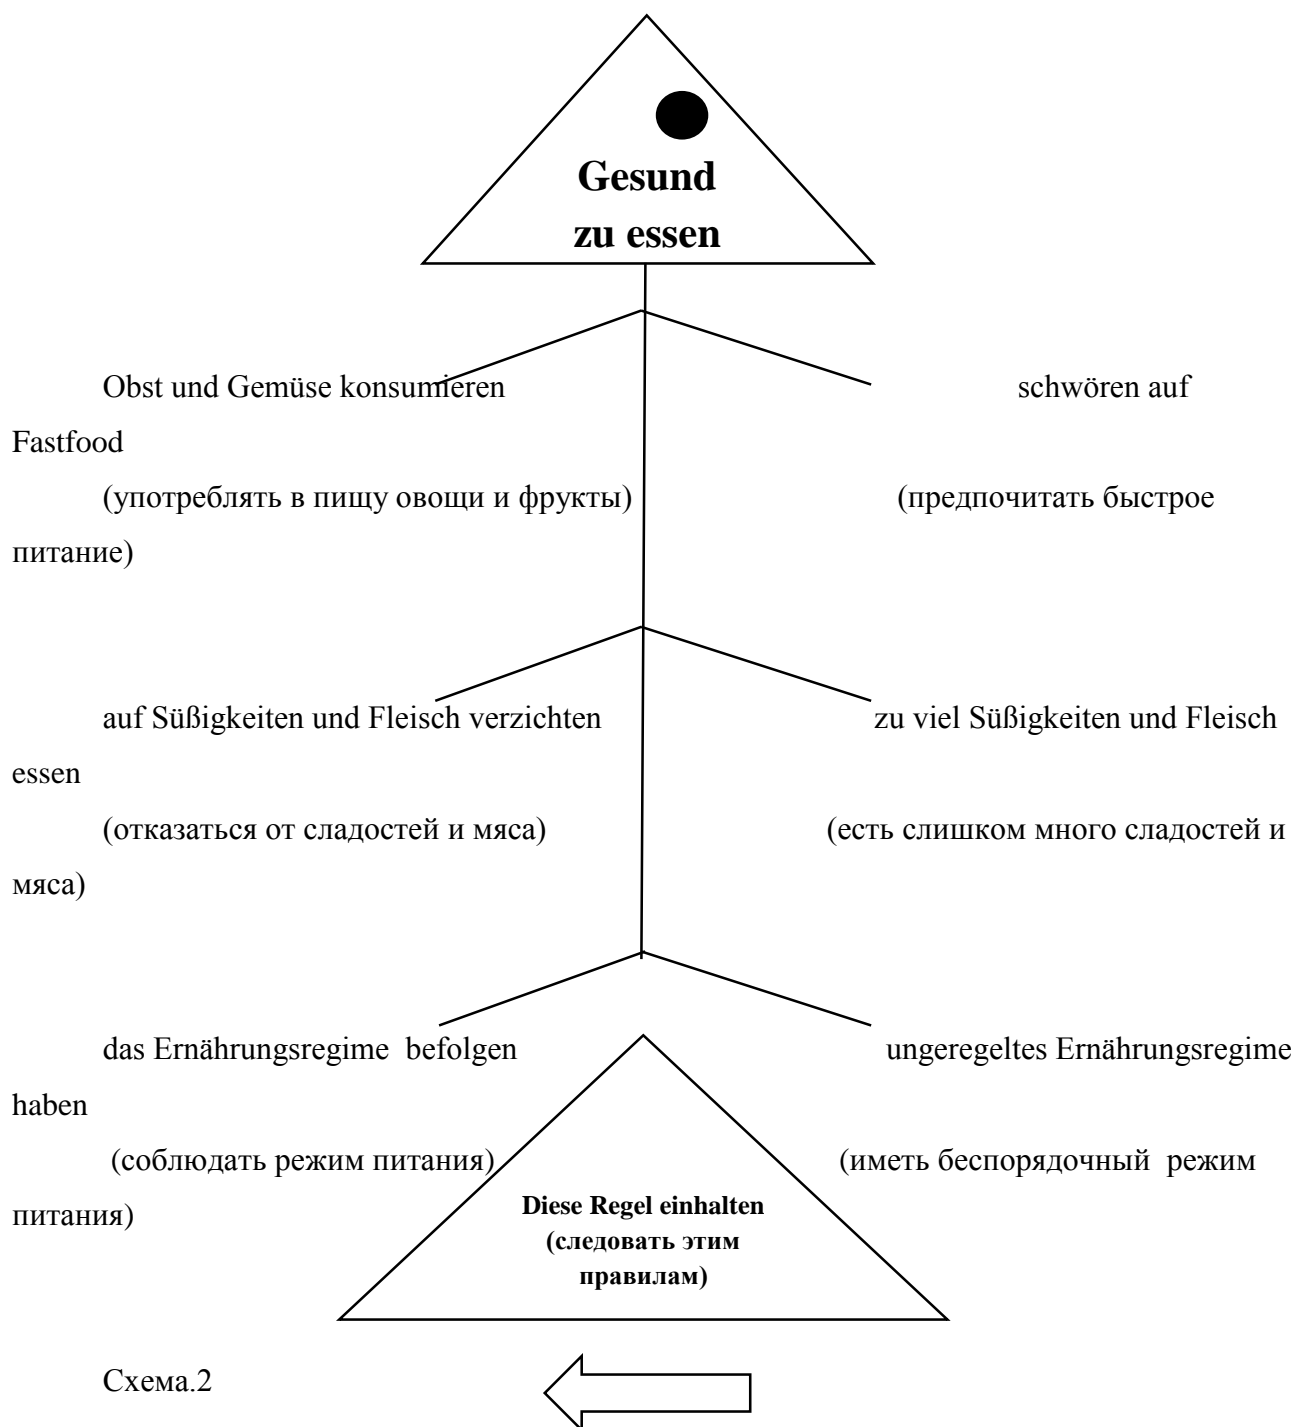 Gesund
zu essen
Obst und Gemüse konsumieren schwören auf
Fastfood
(употреблять в пищу овощи и фрукты) (предпочитать быстрое
питание)
auf Süßigkeiten und Fleisch verzichten zu viel Süßigkeiten und Fleisch
essen
(отказаться от сладостей и мяса) (есть слишком много сладостей и
мяса)
das Ernährungsregime befolgen ungeregeltes Ernährungsregime
haben
(соблюдать режим питания) (иметь беспорядочный режим
питания)
Diese Regel einhalten
(следовать этим
правилам)
Схема.2